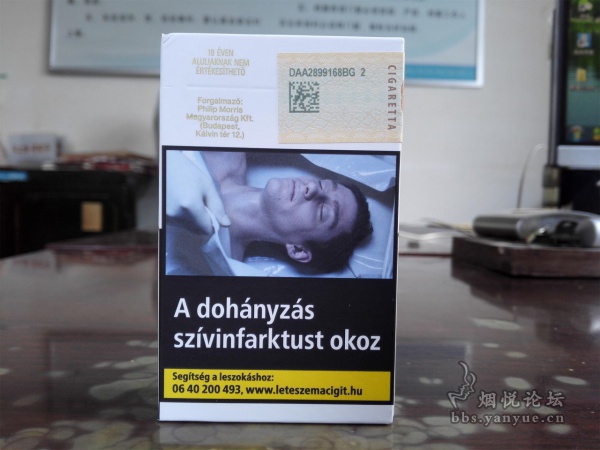 18 ÉVEN
ALULIAKNAK NEM
ÉRTÉKESÍTHETŐ
Forgalmazó:
Philip Morris
Magyarország Kft.
(Budapest,
Kálvin tér 12.)
DAA2899168BG 2
CIGARETTA
A dohányzás
szívinfarktust okoz
Segítség a leszokáshoz:
06 40 200 493, www.leteszemacigit.hu
烟悦论坛
bbs.yanyue.cn